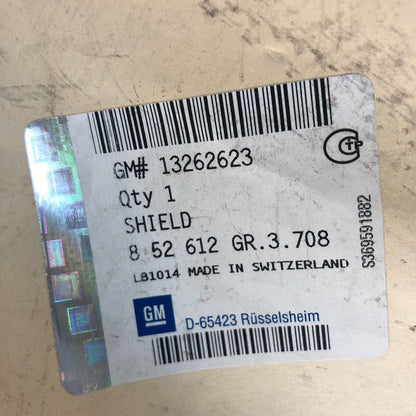 GM# 13262623
Qty 1
SHIELD
8 52 612 GR.3.708
LB1014 MADE IN SWITZERLAND
S369591882
GM
D-65423 Rüsselsheim